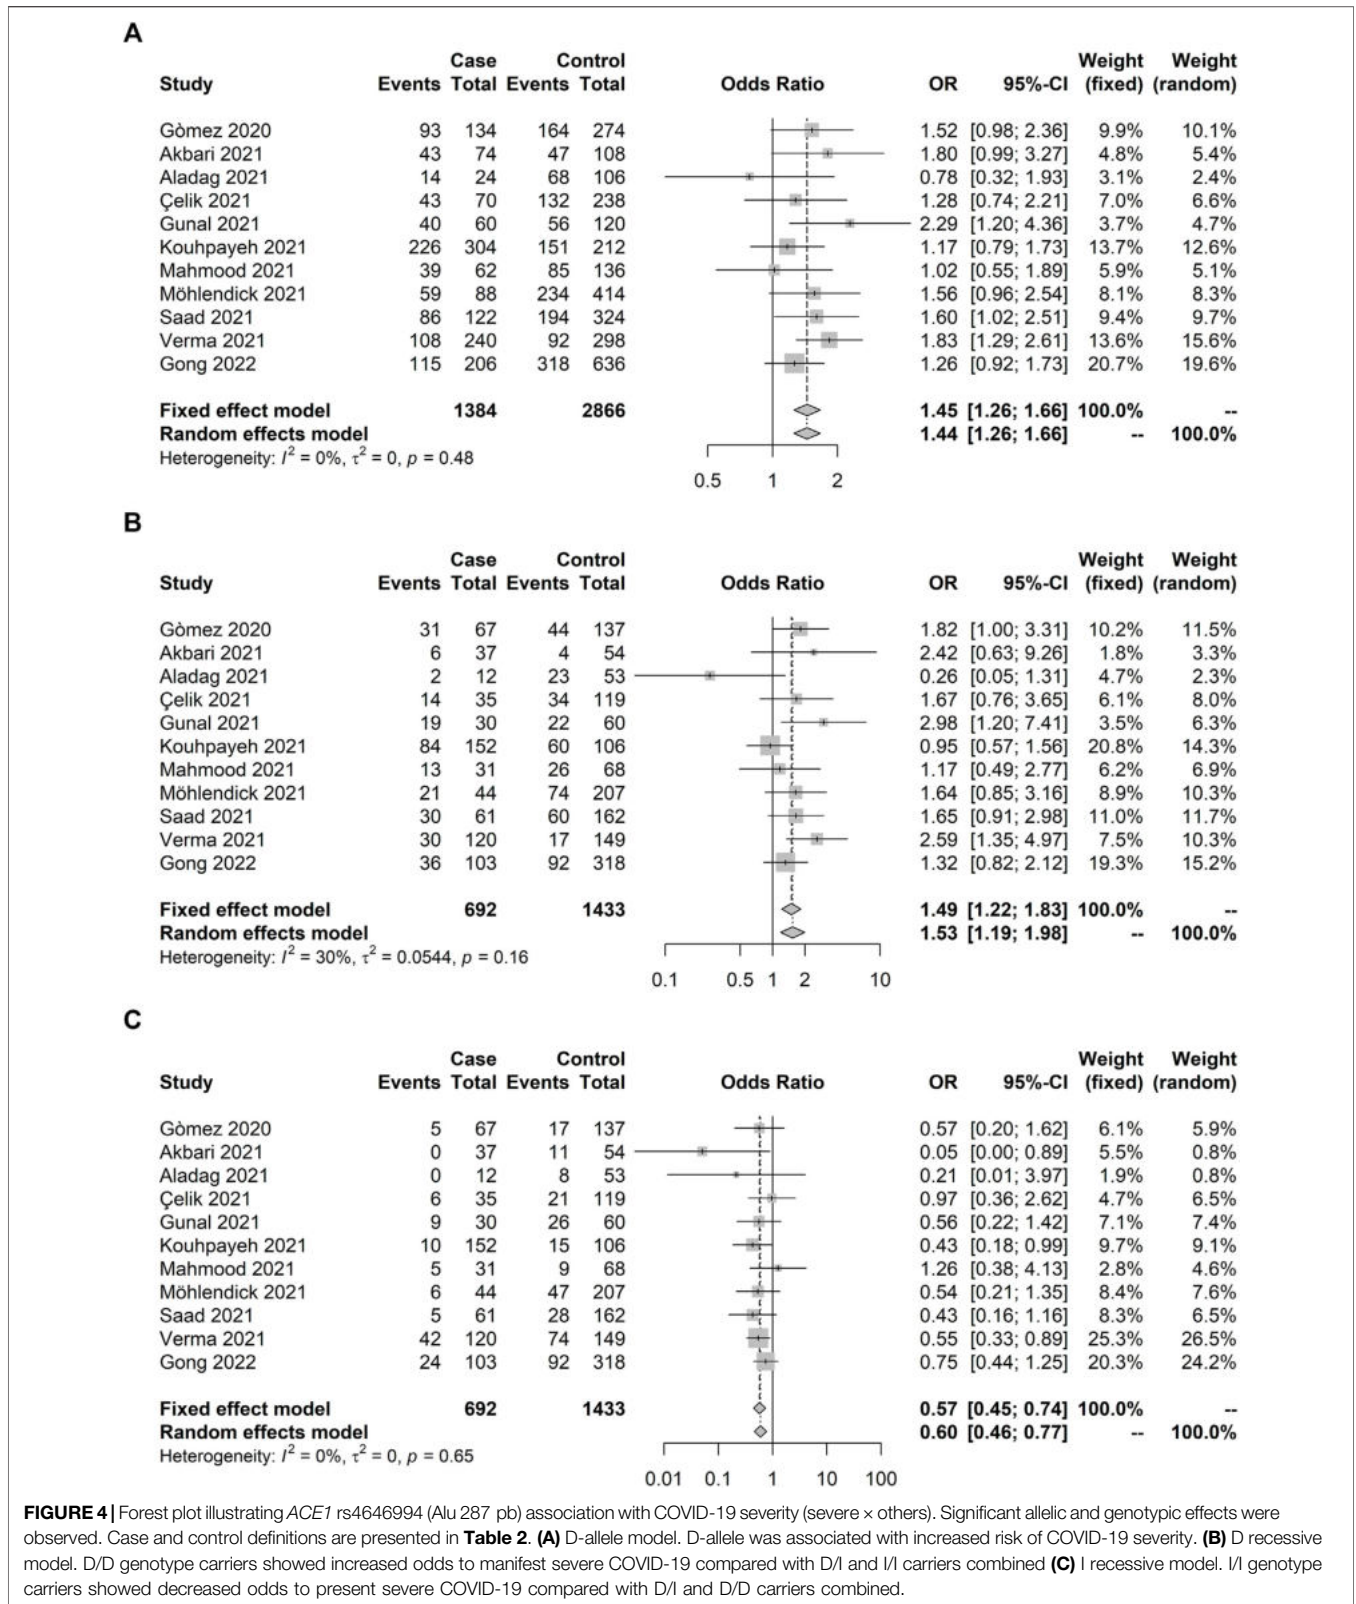 A
Case Control Weight Weight
Study Events Total Events Total Odds Ratio OR 95%-CI (fixed) (random)
Gòmez 2020 93 134 164 274 1.52 [0.98; 2.36] 9.9% 10.1%
Akbari 2021 43 74 47 108 1.80 [0.99; 3.27] 4.8% 5.4%
Aladag 2021 14 24 68 106 0.78 [0.32; 1.93] 3.1% 2.4%
Çelik 2021 43 70 132 238 1.28 [0.74; 2.21] 7.0% 6.6%
Gunal 2021 40 60 56 120 2.29 [1.20; 4.36] 3.7% 4.7%
Kouhpayeh 2021 226 304 151 212 1.17 [0.79; 1.73] 13.7% 12.6%
Mahmood 2021 39 62 85 136 1.02 [0.55; 1.89] 5.9% 5.1%
Möhlendick 2021 59 88 234 414 1.56 [0.96; 2.54] 8.1% 8.3%
Saad 2021 86 122 194 324 1.60 [1.02; 2.51] 9.4% 9.7%
Verma 2021 108 240 92 298 1.83 [1.29; 2.61] 13.6% 15.6%
Gong 2022 115 206 318 636 1.26 [0.92; 1.73] 20.7% 19.6%
Fixed effect model 1384 2866 1.45 [1.26; 1.66] 100.0% --
Random effects model 1.44 [1.26; 1.66] -- 100.0%
Heterogeneity: I² = 0%, τ² = 0, p = 0.48
0.5 1 2
B
Case Control Weight Weight
Study Events Total Events Total Odds Ratio OR 95%-CI (fixed) (random)
Gòmez 2020 31 67 44 137 1.82 [1.00; 3.31] 10.2% 11.5%
Akbari 2021 6 37 4 54 2.42 [0.63; 9.26] 1.8% 3.3%
Aladag 2021 2 12 23 53 0.26 [0.05; 1.31] 4.7% 2.3%
Çelik 2021 14 35 34 119 1.67 [0.76; 3.65] 6.1% 8.0%
Gunal 2021 19 30 22 60 2.98 [1.20; 7.41] 3.5% 6.3%
Kouhpayeh 2021 84 152 60 106 0.95 [0.57; 1.56] 20.8% 14.3%
Mahmood 2021 13 31 26 68 1.17 [0.49; 2.77] 6.2% 6.9%
Möhlendick 2021 21 44 74 207 1.64 [0.85; 3.16] 8.9% 10.3%
Saad 2021 30 61 60 162 1.65 [0.91; 2.98] 11.0% 11.7%
Verma 2021 30 120 17 149 2.59 [1.35; 4.97] 7.5% 10.3%
Gong 2022 36 103 92 318 1.32 [0.82; 2.12] 19.3% 15.2%
Fixed effect model 692 1433 1.49 [1.22; 1.83] 100.0% --
Random effects model 1.53 [1.19; 1.98] -- 100.0%
Heterogeneity: I² = 30%, τ² = 0.0544, p = 0.16
0.1 0.5 1 2 10
C
Case Control Weight Weight
Study Events Total Events Total Odds Ratio OR 95%-CI (fixed) (random)
Gòmez 2020 5 67 17 137 0.57 [0.20; 1.62] 6.1% 5.9%
Akbari 2021 0 37 11 54 0.05 [0.00; 0.89] 5.5% 0.8%
Aladag 2021 0 12 8 53 0.21 [0.01; 3.97] 1.9% 0.8%
Çelik 2021 6 35 21 119 0.97 [0.36; 2.62] 4.7% 6.5%
Gunal 2021 9 30 26 60 0.56 [0.22; 1.42] 7.1% 7.4%
Kouhpayeh 2021 10 152 15 106 0.43 [0.18; 0.99] 9.7% 9.1%
Mahmood 2021 5 31 9 68 1.26 [0.38; 4.13] 2.8% 4.6%
Möhlendick 2021 6 44 47 207 0.54 [0.21; 1.35] 8.4% 7.6%
Saad 2021 5 61 28 162 0.43 [0.16; 1.16] 8.3% 6.5%
Verma 2021 42 120 74 149 0.55 [0.33; 0.89] 25.3% 26.5%
Gong 2022 24 103 92 318 0.75 [0.44; 1.25] 20.3% 24.2%
Fixed effect model 692 1433 0.57 [0.45; 0.74] 100.0% --
Random effects model 0.60 [0.46; 0.77] -- 100.0%
Heterogeneity: I² = 0%, τ² = 0, p = 0.65
0.01 0.1 1 10 100
FIGURE 4 | Forest plot illustrating ACE1 rs4646994 (Alu 287 pb) association with COVID-19 severity (severe × others). Significant allelic and genotypic effects were
observed. Case and control definitions are presented in Table 2. (A) D-allele model. D-allele was associated with increased risk of COVID-19 severity. (B) D recessive
model. D/D genotype carriers showed increased odds to manifest severe COVID-19 compared with D/I and I/I carriers combined (C) I recessive model. I/I genotype
carriers showed decreased odds to present severe COVID-19 compared with D/I and D/D carriers combined.